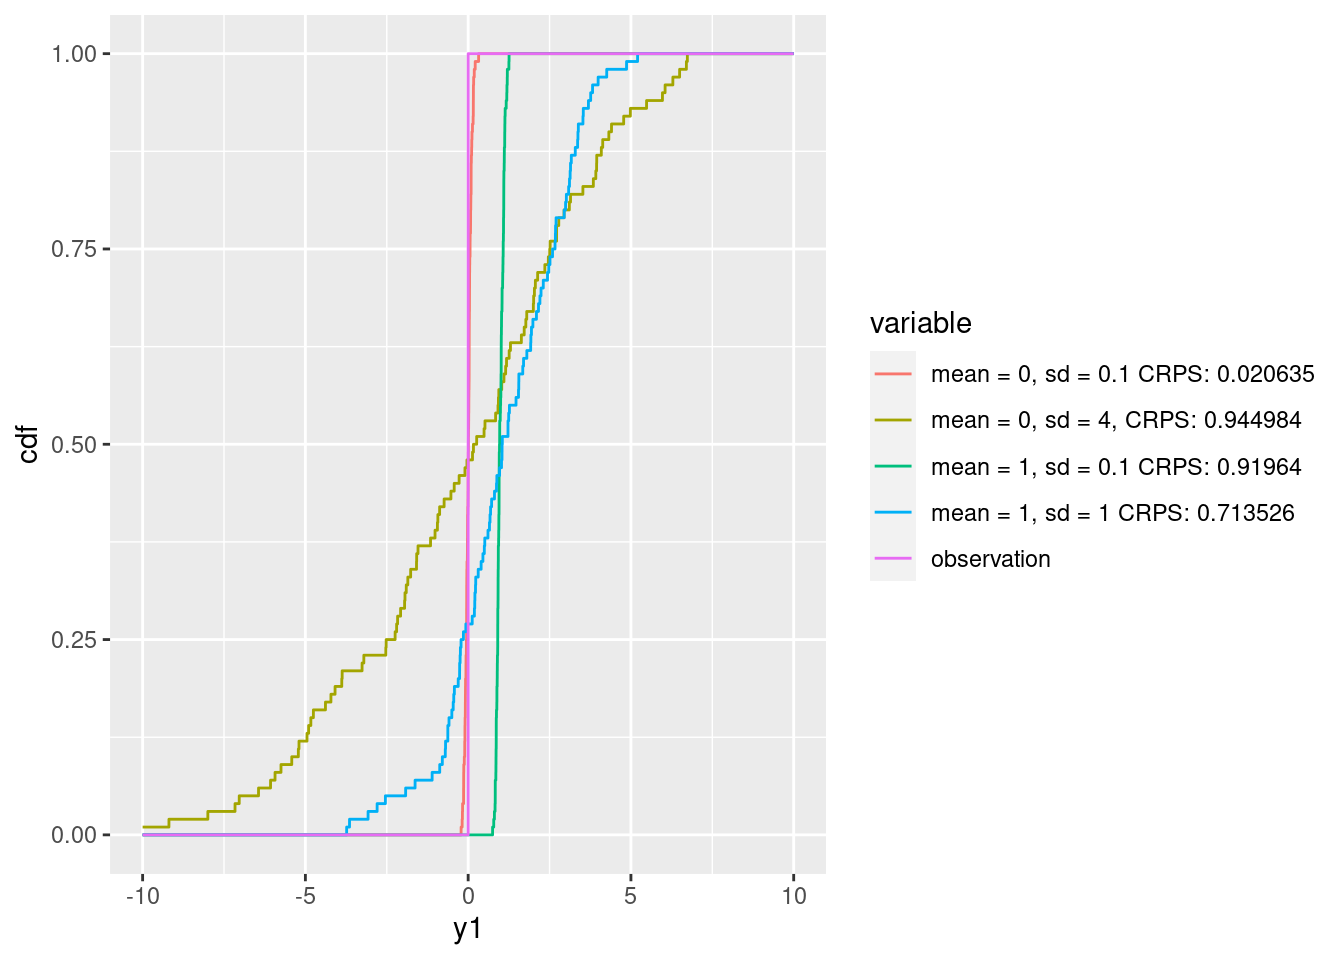 1.00
0.75
0.50
0.25
0.00
cdf
-10
-5
0
5
10
y1
variable
mean = 0, sd = 0.1 CRPS: 0.020635
mean = 0, sd = 4, CRPS: 0.944984
mean = 1, sd = 0.1 CRPS: 0.91964
mean = 1, sd = 1 CRPS: 0.713526
observation